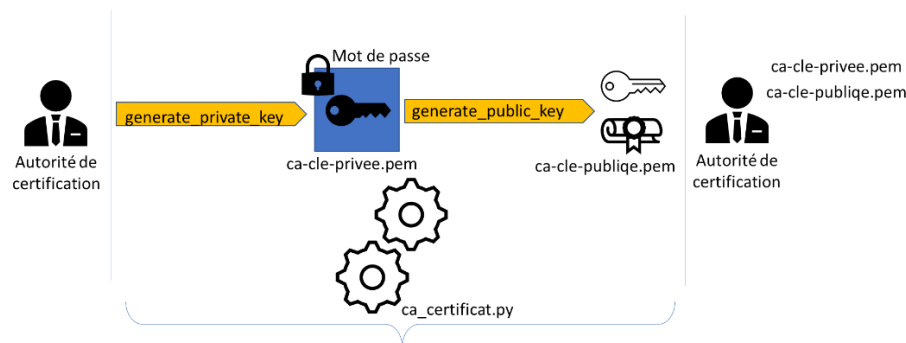 Mot de passe
ca-cle-privee.pem
ca-cle-publiqe.pem
generate_private_key
generate_public_key
Autorité de
certification
ca-cle-privee.pem
ca-cle-publiqe.pem
Autorité de
certification
ca_certificat.py